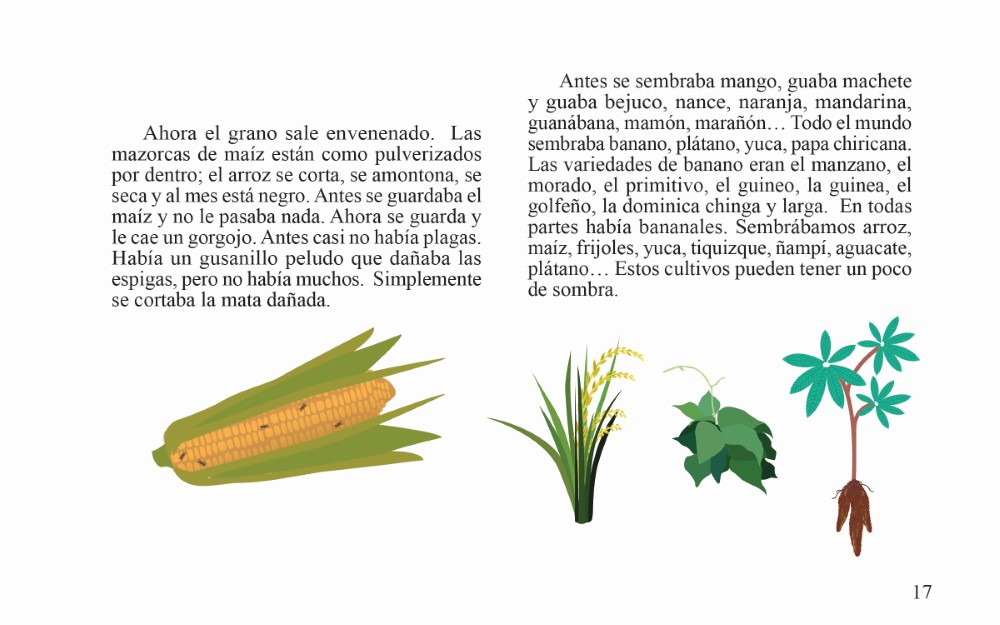 Ahora el grano sale envenenado.  Las
mazorcas de maíz están como pulverizados
por dentro; el arroz se corta, se amontona, se
seca y al mes está negro. Antes se guardaba el
maíz y no le pasaba nada. Ahora se guarda y
le cae un gorgojo. Antes casi no había plagas.
Había un gusanillo peludo que dañaba las
espigas, pero no había muchos.  Simplemente
se cortaba la mata dañada.
Antes se sembraba mango, guaba machete
y guaba bejuco, nance, naranja, mandarina,
guanábana, mamón, marañón… Todo el mundo
sembraba banano, plátano, yuca, papa chiricana.
Las variedades de banano eran el manzano, el
morado, el primitivo, el guineo, la guinea, el
golfeño, la dominica chinga y larga.  En todas
partes había bananales. Sembrábamos arroz,
maíz, frijoles, yuca, tiquizque, ñampí, aguacate,
plátano… Estos cultivos pueden tener un poco
de sombra.
17